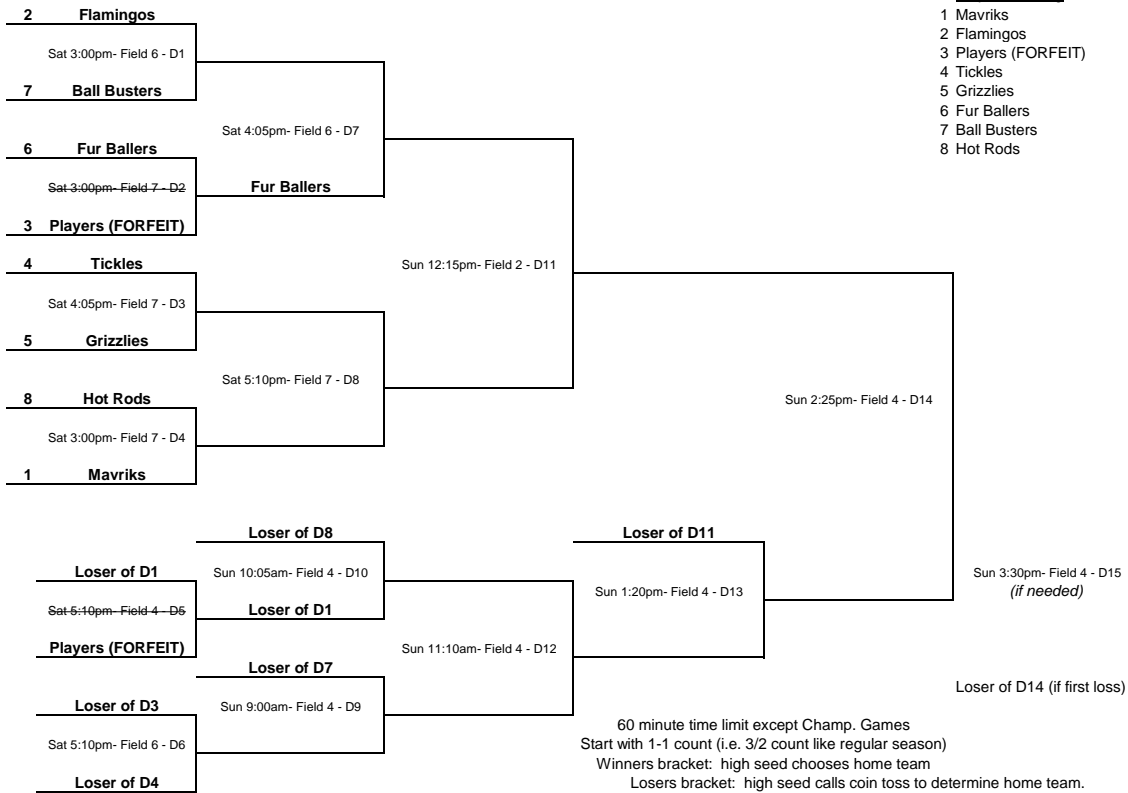 2 Flamingos
Sat 3:00pm- Field 6 - D1
7 Ball Busters
Sat 4:05pm- Field 6 - D7
6 Fur Ballers
Sat 3:00pm- Field 7 - D2
Fur Ballers
3 Players (FORFEIT)
4 Tickles
Sun 12:15pm- Field 2 - D11
Sat 4:05pm- Field 7 - D3
5 Grizzlies
Sat 5:10pm- Field 7 - D8
8 Hot Rods
Sun 2:25pm- Field 4 - D14
Sat 3:00pm- Field 7 - D4
1 Mavriks
1 Mavriks
2 Flamingos
3 Players (FORFEIT)
4 Tickles
5 Grizzlies
6 Fur Ballers
7 Ball Busters
8 Hot Rods
Loser of D8
Loser of D11
Loser of D1
Sun 10:05am- Field 4 - D10
Sun 3:30pm- Field 4 - D15
(if needed)
Sun 1:20pm- Field 4 - D13
Sat 5:10pm- Field 4 - D5
Loser of D1
Players (FORFEIT)
Sun 11:10am- Field 4 - D12
Loser of D7
Loser of D14 (if first loss)
Loser of D3
Sun 9:00am- Field 4 - D9
Sat 5:10pm- Field 6 - D6
Loser of D4
60 minute time limit except Champ. Games
Start with 1-1 count (i.e. 3/2 count like regular season)
Winners bracket: high seed chooses home team
Losers bracket: high seed calls coin toss to determine home team.